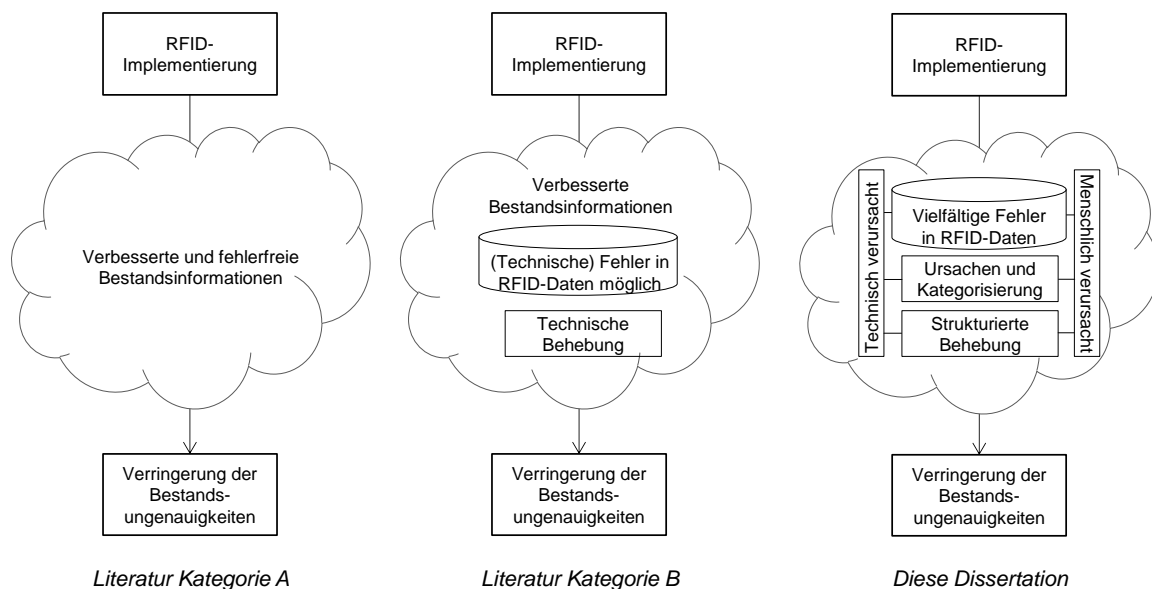 RFID-
Implementierung
Verbesserte und fehlerfreie
Bestandsinformationen
Verringerung der
Bestands-
ungenauigkeiten
Literatur Kategorie A
RFID-
Implementierung
Verbesserte
Bestandsinformationen
(Technische) Fehler in
RFID-Daten möglich
Technische
Behebung
Verringerung der
Bestands-
ungenauigkeiten
Literatur Kategorie B
RFID-
Implementierung
Technisch verursacht
Vielfältige Fehler
in RFID-Daten
Ursachen und
Kategorisierung
Strukturierte
Behebung
Menschlich verursacht
Verringerung der
Bestands-
ungenauigkeiten
Diese Dissertation